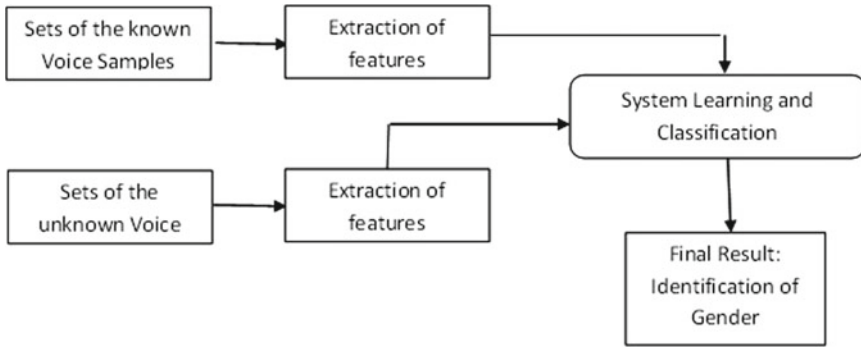 Sets of the known
Voice Samples
Extraction of
features
System Learning and
Classification
Sets of the
unknown Voice
Extraction of
features
Final Result:
Identification of
Gender